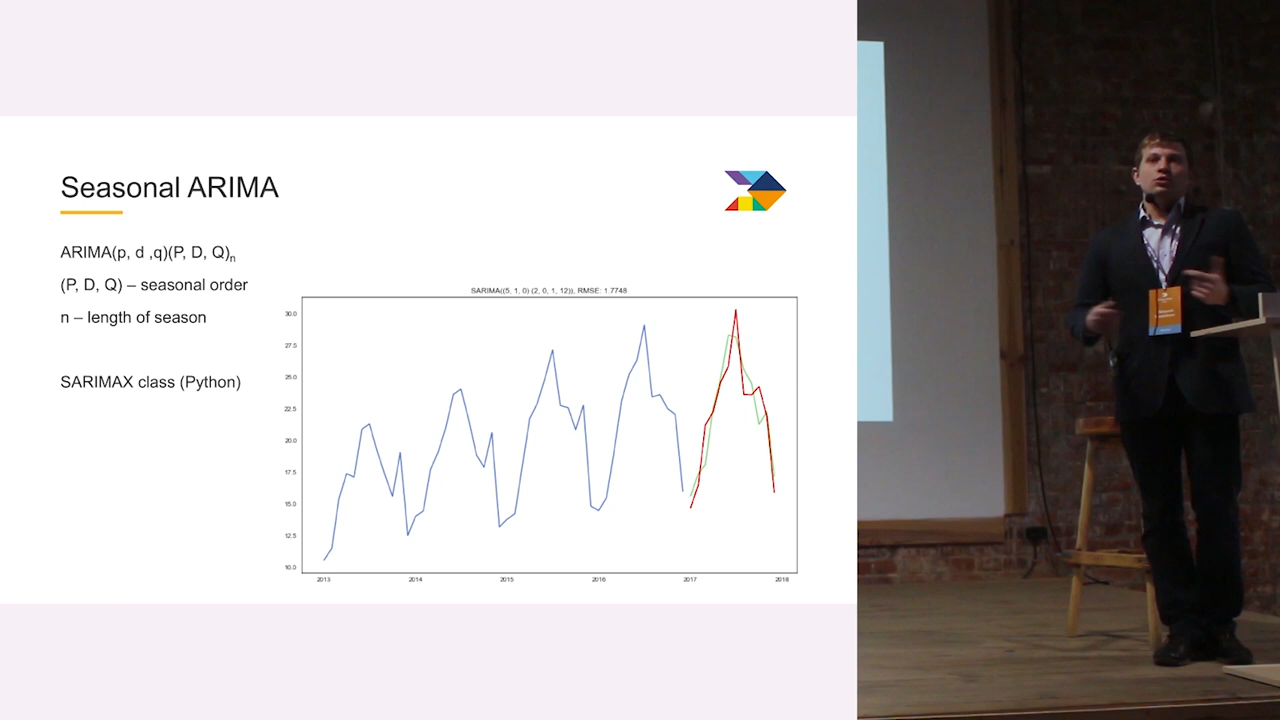 Seasonal ARIMA
ARIMA(p, d ,q)(P, D, Q)n
(P, D, Q) – seasonal order
n – length of season
SARIMAX class (Python)
SARIMA((5, 1, 0) (2, 0, 1, 12)), RMSE: 1.7748
30.0
27.5
25.0
22.5
20.0
17.5
15.0
12.5
10.0
2013 2014 2015 2016 2017 2018